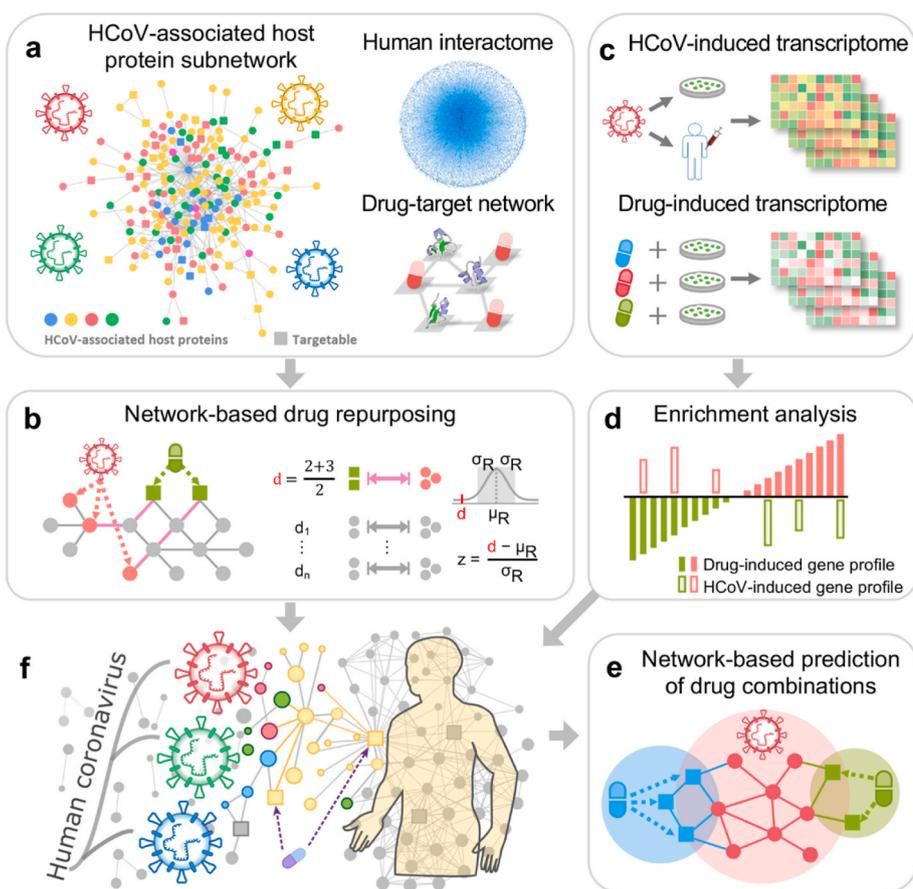 a
HCoV-associated host
protein subnetwork
Human interactome
Drug-target network
HCoV-associated host proteins
Targetable
c
HCoV-induced transcriptome
Drug-induced transcriptome
+
+
+
b
Network-based drug repurposing
d = 2+3
2
d1
⋮
dn
⋮
σR σR
d
μR
z = d − μR
σR
d
Enrichment analysis
Drug-induced gene profile
HCoV-induced gene profile
f
Human coronavirus
e
Network-based prediction
of drug combinations